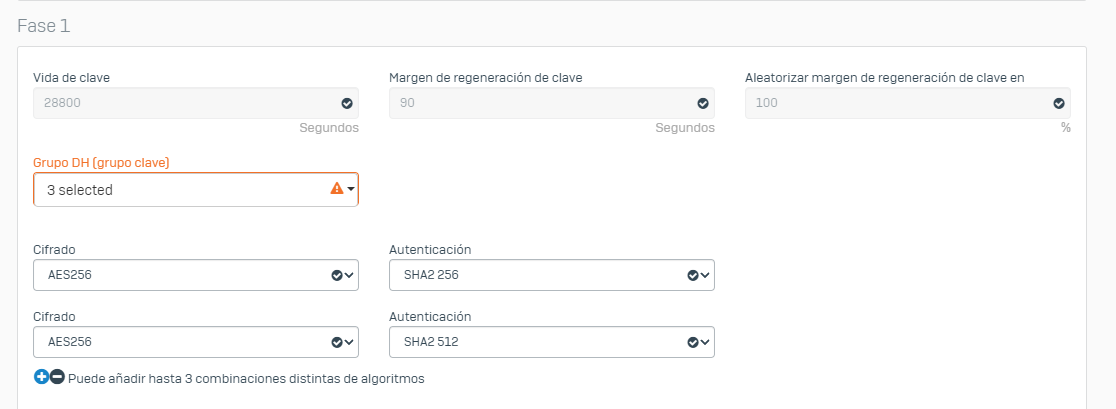 Fase 1
Vida de clave
Margen de regeneración de clave
Aleatorizar margen de regeneración de clave en
28800
90
100
Segundos
Segundos
%
Grupo DH (grupo clave)
3 selected
Cifrado
Autenticación
AES256
SHA2 256
Cifrado
Autenticación
AES256
SHA2 512
Puede añadir hasta 3 combinaciones distintas de algoritmos